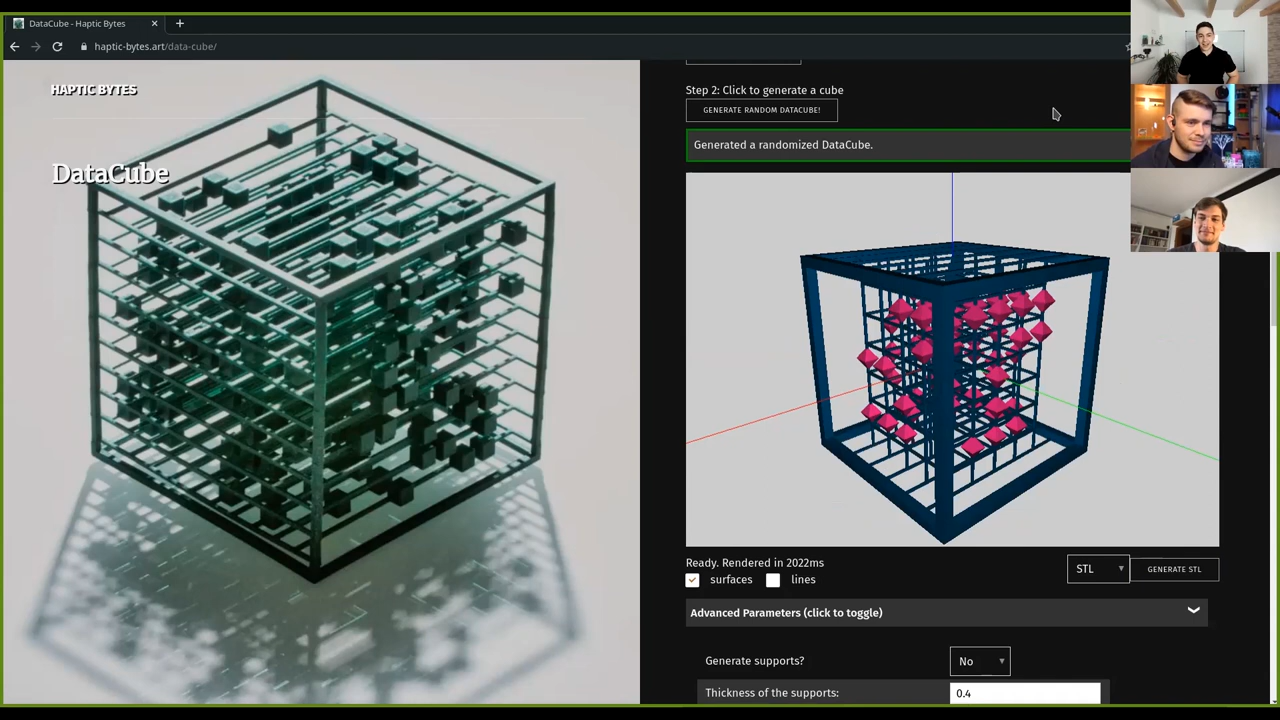 DataCube - Haptic Bytes
haptic-bytes.art/data-cube/
HAPTIC BYTES
DataCube
Step 2: Click to generate a cube
GENERATE RANDOM DATACUBE!
Generated a randomized DataCube.
Ready. Rendered in 2022ms
surfaces lines
STL
GENERATE STL
Advanced Parameters (click to toggle)
Generate supports?
No
Thickness of the supports:
0.4